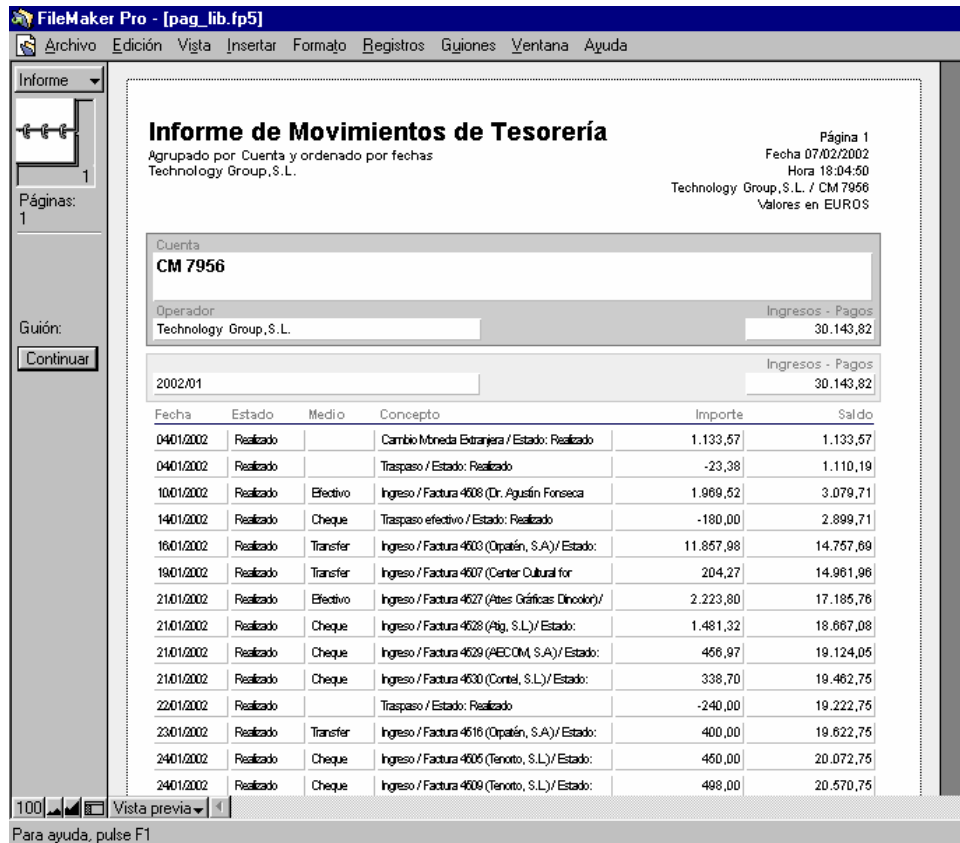 FileMaker Pro - [pag_lib.fp5]
Archivo Edición Vista Insertar Formato Registros Guiones Ventana Ayuda
Informe
1
Páginas:
1
Guión:
Continuar
Informe de Movimientos de Tesorería
Agrupado por Cuenta y ordenado por fechas
Technology Group,S.L.
Página 1
Fecha 07/02/2002
Hora 18:04:50
Technology Group,S.L. / CM 7956
Valores en EUROS
Cuenta
CM 7956
Operador Ingresos - Pagos
Technology Group,S.L. 30.143,82
Ingresos - Pagos
2002/01 30.143,82
Fecha Estado Medio Concepto Importe Saldo
04/01/2002 Realizado Cambio Moneda Extranjera / Estado: Realizado 1.133,57 1.133,57
04/01/2002 Realizado Traspaso / Estado: Realizado -23,38 1.110,19
10/01/2002 Realizado Efectivo Ingreso / Factura 4508 (Dr. Agustín Fonseca 1.969,52 3.079,71
14/01/2002 Realizado Cheque Traspaso efectivo / Estado: Realizado -180,00 2.899,71
16/01/2002 Realizado Transfer Ingreso / Factura 4503 (Orpatén, S.A) / Estado: 11.857,98 14.757,69
19/01/2002 Realizado Transfer Ingreso / Factura 4507 (Center Cultural for 204,27 14.961,96
21/01/2002 Realizado Efectivo Ingreso / Factura 4527 (Artes Gráficas Dincolor) / 2.223,80 17.185,76
21/01/2002 Realizado Cheque Ingreso / Factura 4528 (Atig, S.L.) / Estado: 1.481,32 18.667,08
21/01/2002 Realizado Cheque Ingreso / Factura 4529 (AECOM, S.A) / Estado: 456,97 19.124,05
21/01/2002 Realizado Cheque Ingreso / Factura 4530 (Contel, S.L.) / Estado: 338,70 19.462,75
22/01/2002 Realizado Traspaso / Estado: Realizado -240,00 19.222,75
23/01/2002 Realizado Transfer Ingreso / Factura 4516 (Orpatén, S.A) / Estado: 400,00 19.622,75
24/01/2002 Realizado Cheque Ingreso / Factura 4505 (Tenorto, S.L.) / Estado: 450,00 20.072,75
24/01/2002 Realizado Cheque Ingreso / Factura 4509 (Tenorto, S.L.) / Estado: 498,00 20.570,75
100 Vista previa
Para ayuda, pulse F1